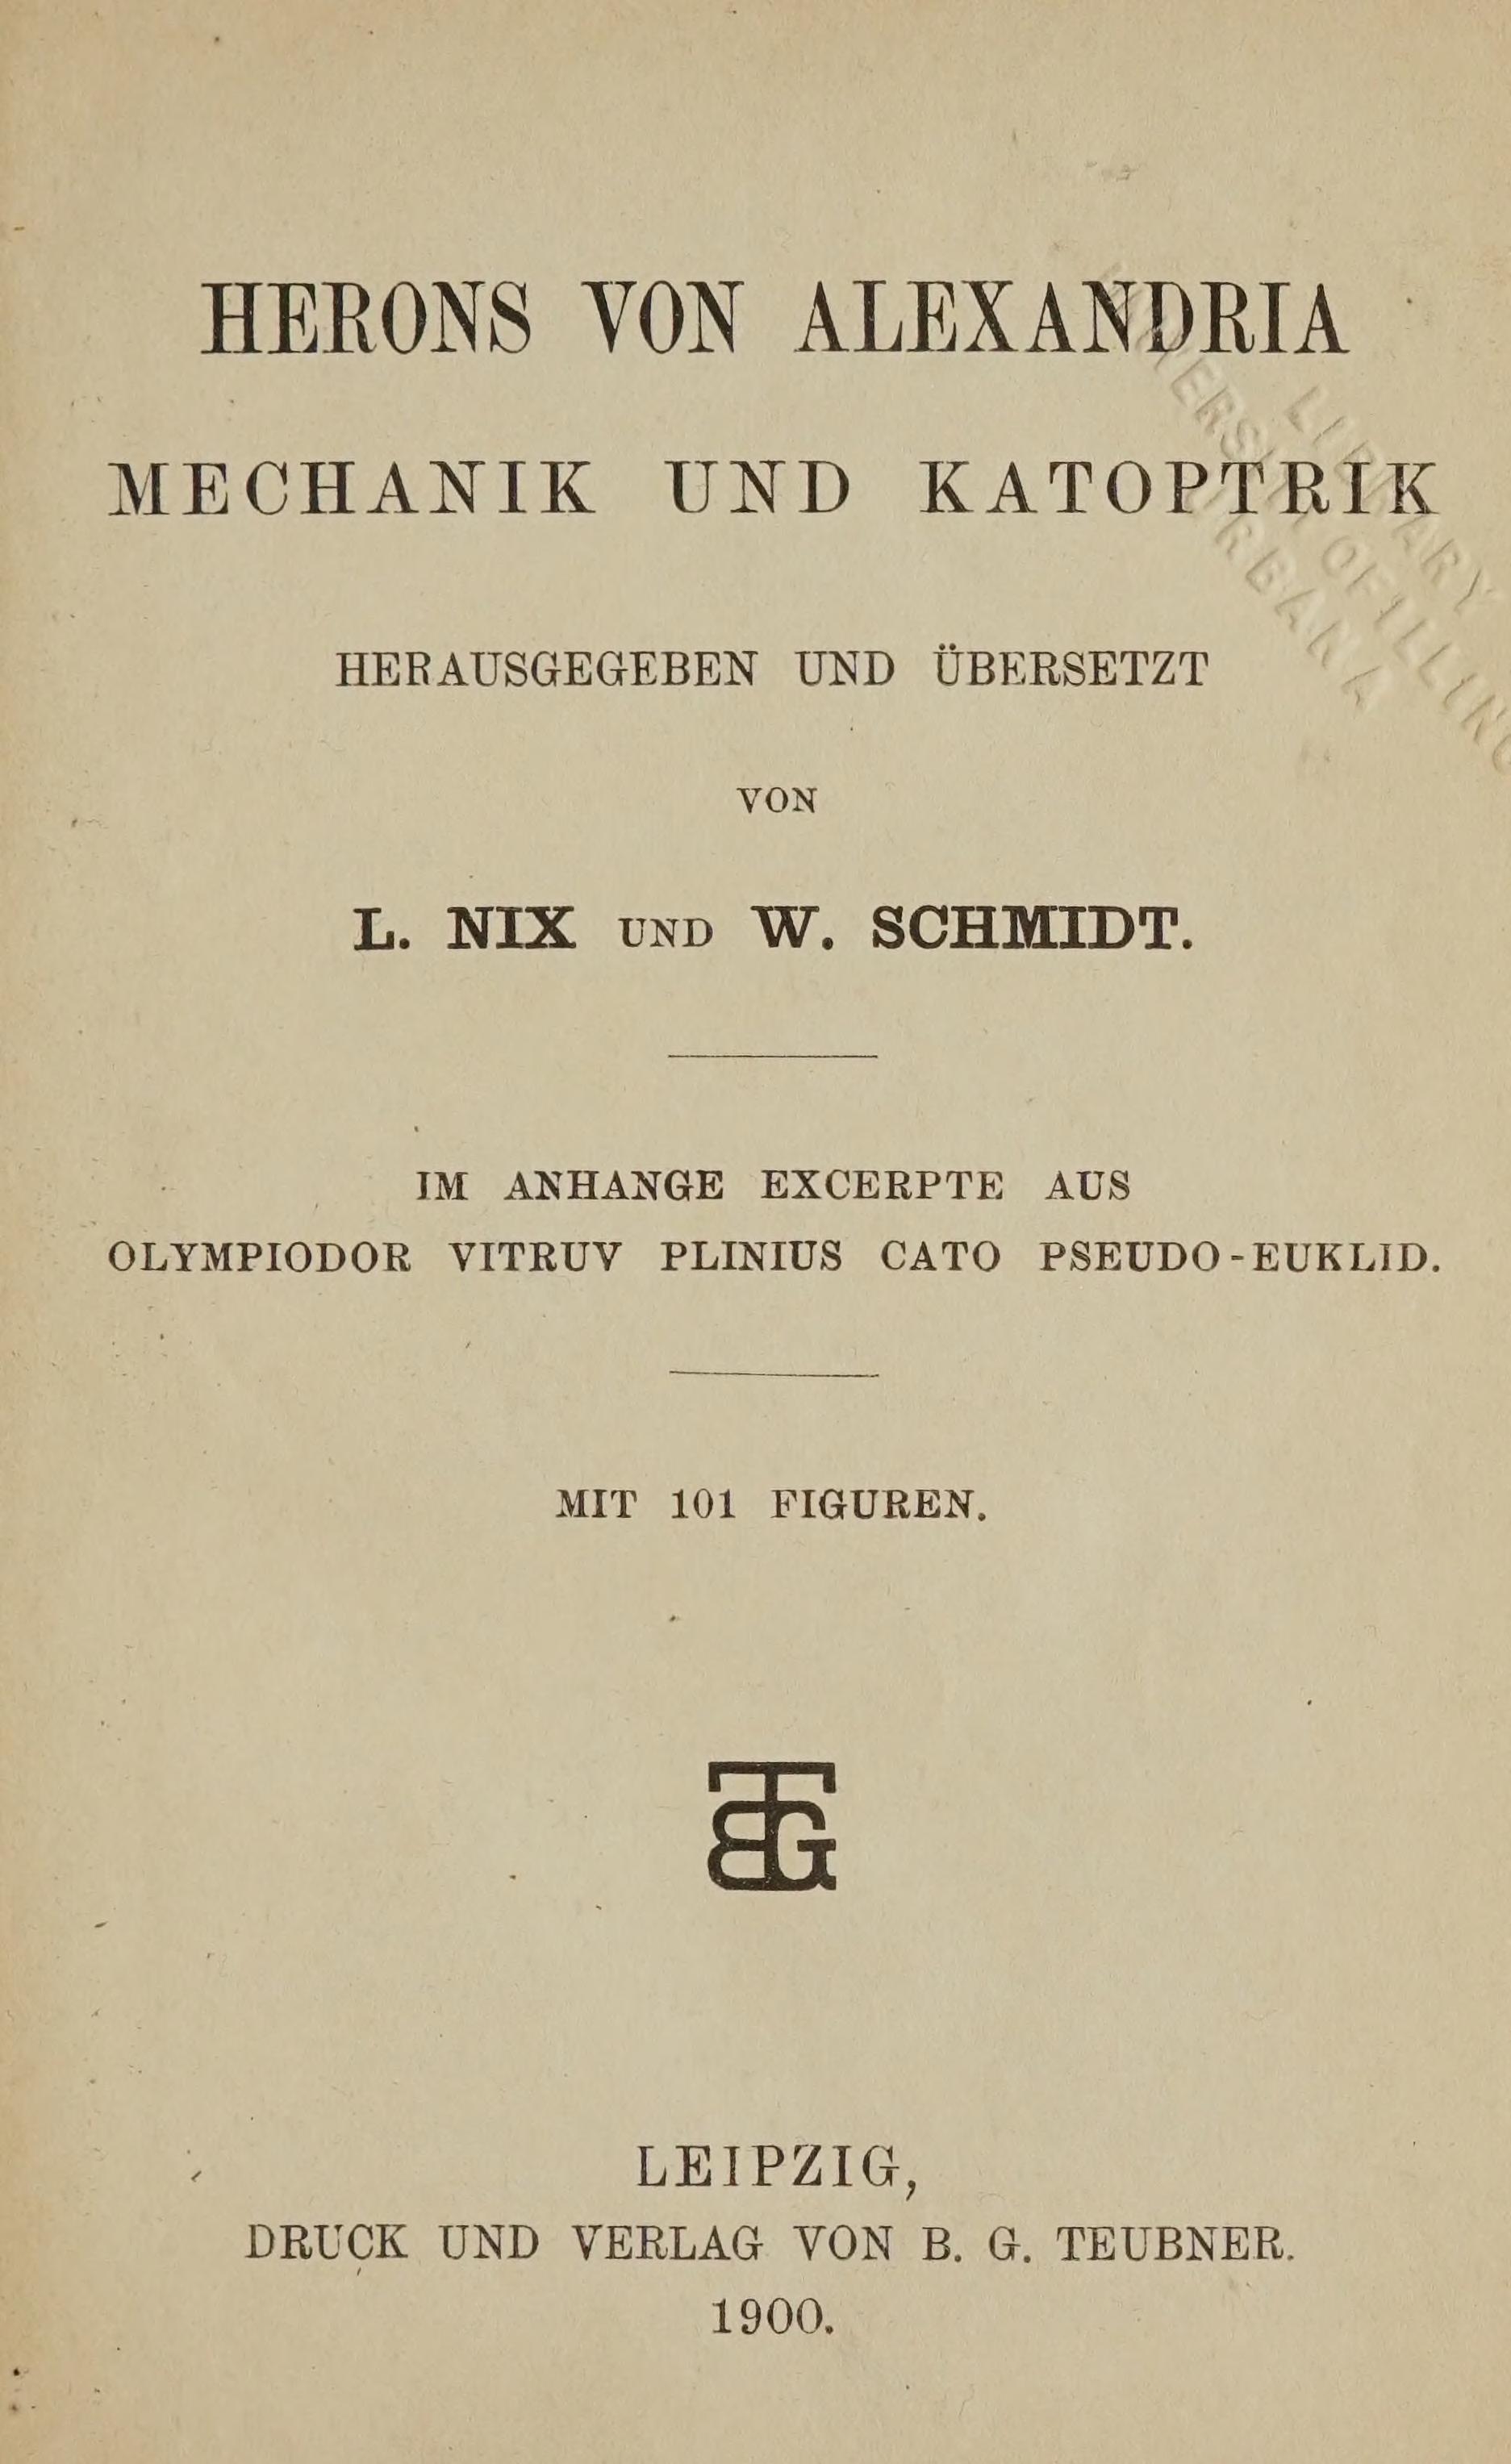 HERONS VON ALEXANDRIA
MECHANIK UND KATOPTRIK
HERAUSGEGEBEN UND ÜBERSETZT
VON
L. NIX UND W. SCHMIDT.
IM ANHANGE EXCERPTE AUS
OLYMPIODOR VITRUV PLINIUS CATO PSEUDO-EUKLID.
MIT 101 FIGUREN.
BTG
LEIPZIG,
DRUCK UND VERLAG VON B. G. TEUBNER.
1900.